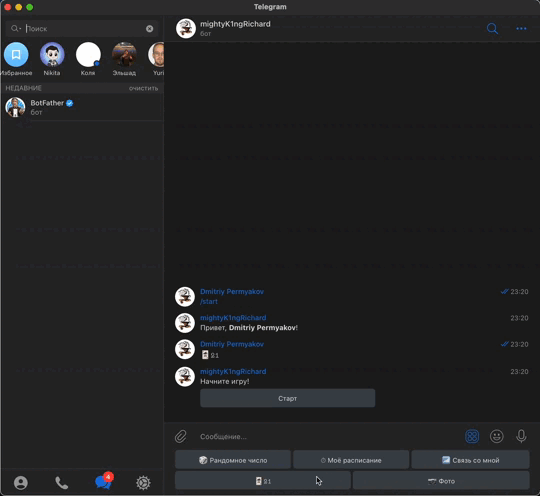 Telegram
Поиск
Избранное
Nikita
Коля
Эльшад
Yuri
НЕДАВНИЕ
очистить
BotFather
бот
mightyK1ngRichard
бот
Dmitriy Permyakov
23:20
/start
mightyK1ngRichard
23:20
Привет, Dmitriy Permyakov!
Dmitriy Permyakov
23:20
🃏 21
mightyK1ngRichard
23:20
Начните игру!
Старт
Сообщение...
🎲 Рандомное число
Моё расписание
Связь со мной
🃏 21
Фото
4